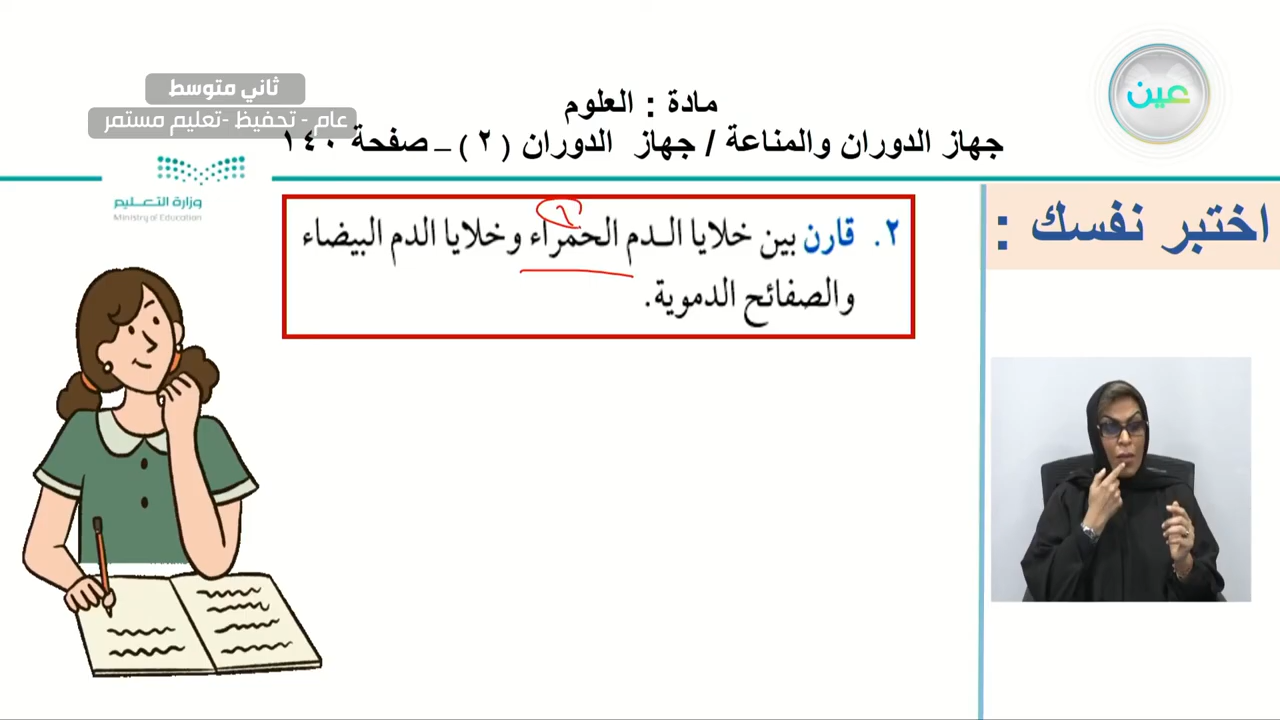 عين
ثاني متوسط
عام - تحفيظ -تعليم مستمر
مادة : العلوم
جهاز الدوران والمناعة / جهاز الدوران (٢) – صفحة ١٤٠
وزارة التعليم
Ministry of Education
اختبر نفسك :
٢. قارن بين خلايا الدم الحمراء وخلايا الدم البيضاء
والصفائح الدموية.